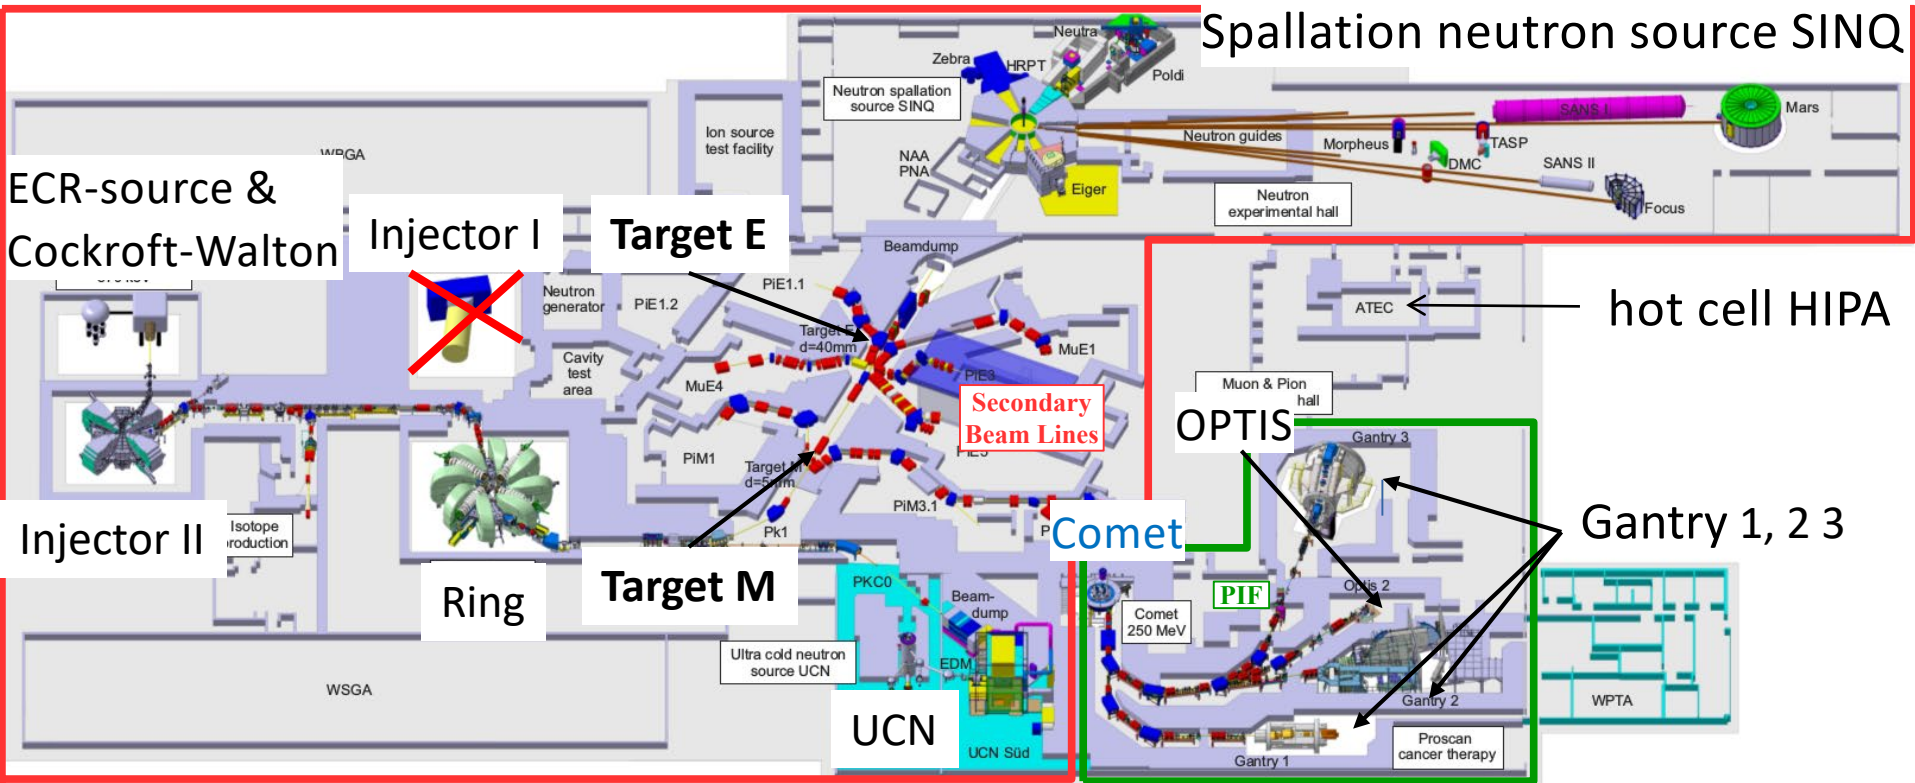 Spallation neutron source SINQ
Neutra
Zebra
HRPT
Poldi
Neutron spallation
source SINQ
SANS I
Mars
Ion source
test facility
Neutron guides
Morpheus
TASP
WBGA
NAA
PNA
DMC
SANS II
Eiger
Neutron
experimental hall
Focus
ECR-source &
Cockroft-Walton
Injector I
Target E
Beamdump
PiE1.1
Neutron
generator
PiE1.2
ATEC
hot cell HIPA
Target E
d=40mm
MuE1
Cavity
test
area
MuE4
PiE3
Muon & Pion
hall
Secondary
Beam Lines
OPTIS
Gantry 3
PiM1
Target M
d=5mm
PiE5
PiM3.1
Injector II
Isotope
production
Pk1
Comet
Gantry 1, 2 3
Ring
Target M
PKC0
Beam-
dump
PIF
Optis 2
Comet
250 MeV
Ultra cold neutron
source UCN
EDM
WSGA
Gantry 2
WPTA
UCN
UCN Süd
Gantry 1
Proscan
cancer therapy